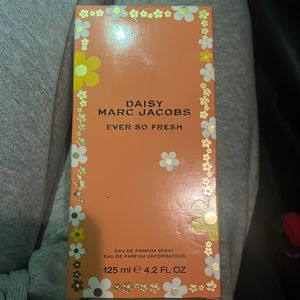 DAISY
MARC JACOBS
EVER SO FRESH
EAU DE PARFUM SPRAY
EAU DE PARFUM VAPORISATEUR
125 ml ℮ 4.2 FL OZ